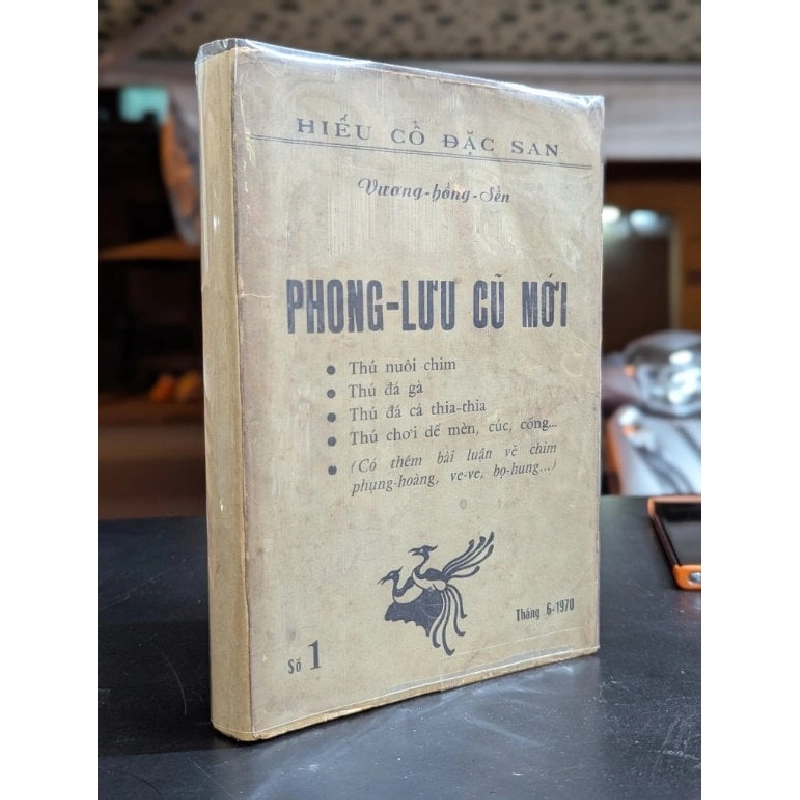 HIẾU CỔ ĐẶC SAN
Vương-hồng-Sển
PHONG-LƯU CŨ MỚI
• Thú nuôi chim
• Thú đá gà
• Thú đá cá thia-thia
• Thú chơi dế mèn, cúc, cống...
• (Có thêm bài luận về chim
phụng-hoàng, ve-ve, bọ-hung...)
Số 1
Tháng 6-1970